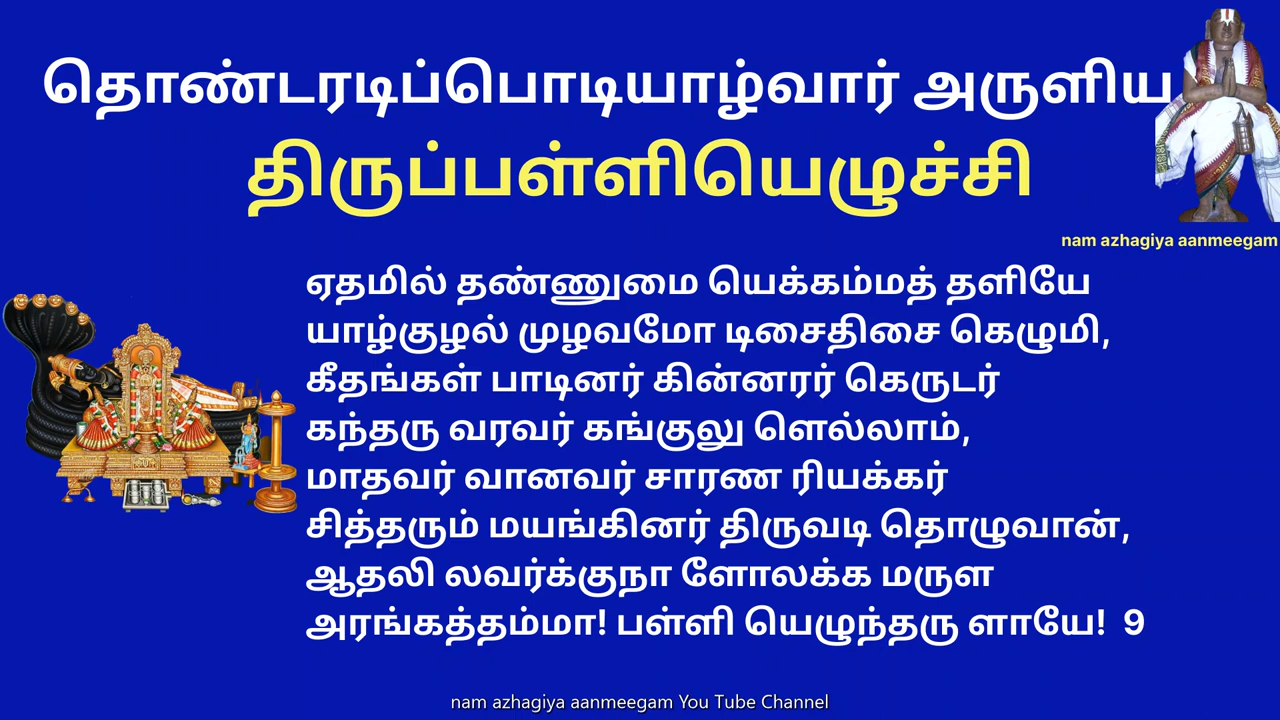 தொண்டரடிப்பொடியாழ்வார் அருளிய
திருப்பள்ளியெழுச்சி
nam azhagiya aanmeegam
ஏதமில் தண்ணுமை யெக்கம்மத் தளியே
யாழ்குழல் முழவமோ டிசைதிசை கெழுமி,
கீதங்கள் பாடினர் கின்னரர் கெருடர்
கந்தரு வரவர் கங்குலு ளெல்லாம்,
மாதவர் வானவர் சாரண ரியக்கர்
சித்தரும் மயங்கினர் திருவடி தொழுவான்,
ஆதலி லவர்க்குநா ளோலக்க மருள
அரங்கத்தம்மா! பள்ளி யெழுந்தரு ளாயே! 9
nam azhagiya aanmeegam You Tube Channel